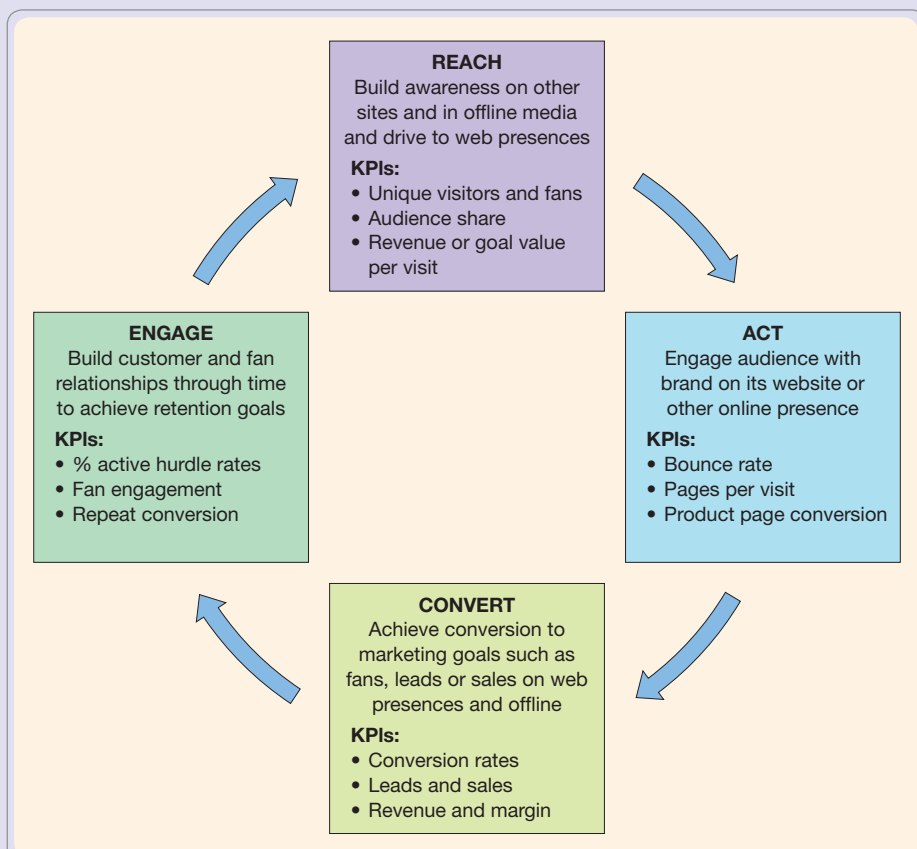 REACH
Build awareness on other
sites and in offline media
and drive to web presences
KPIs:
• Unique visitors and fans
• Audience share
• Revenue or goal value
per visit
ACT
Engage audience with
brand on its website or
other online presence
KPIs:
• Bounce rate
• Pages per visit
• Product page conversion
CONVERT
Achieve conversion to
marketing goals such as
fans, leads or sales on web
presences and offline
KPIs:
• Conversion rates
• Leads and sales
• Revenue and margin
ENGAGE
Build customer and fan
relationships through time
to achieve retention goals
KPIs:
• % active hurdle rates
• Fan engagement
• Repeat conversion